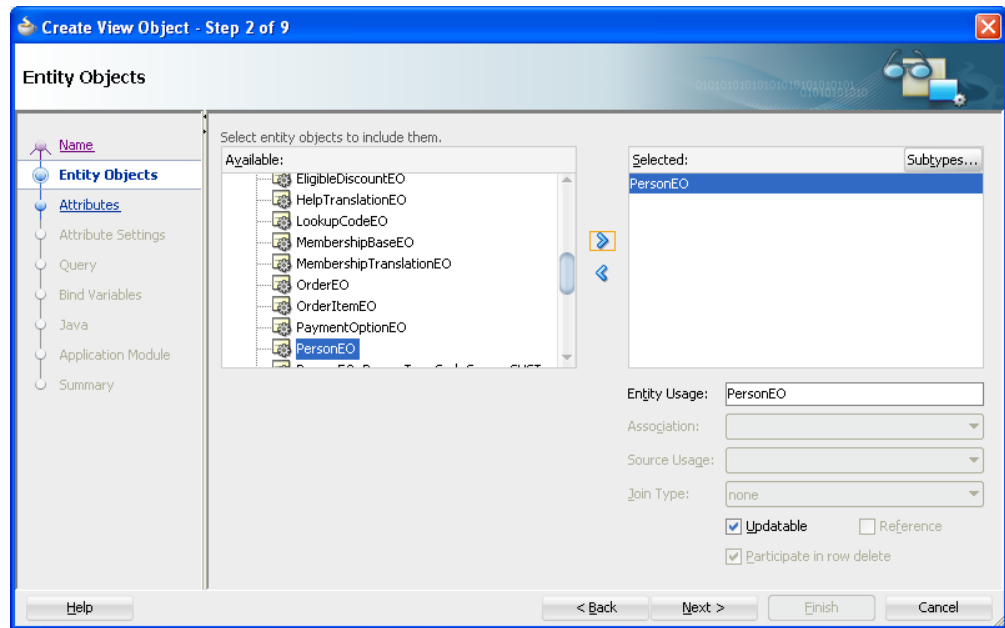 Create View Object - Step 2 of 9
Entity Objects
Name
Entity Objects
Attributes
Attribute Settings
Query
Bind Variables
Java
Application Module
Summary
Select entity objects to include them.
Available:
EligibleDiscountEO
HelpTranslationEO
LookupCodeEO
MembershipBaseEO
MembershipTranslationEO
OrderEO
OrderItemEO
PaymentOptionEO
PersonEO
Selected:
Subtypes...
PersonEO
Entity Usage: PersonEO
Association:
Source Usage:
Join Type: none
Updatable Reference
Participate in row delete
Help < Back Next > Finish Cancel